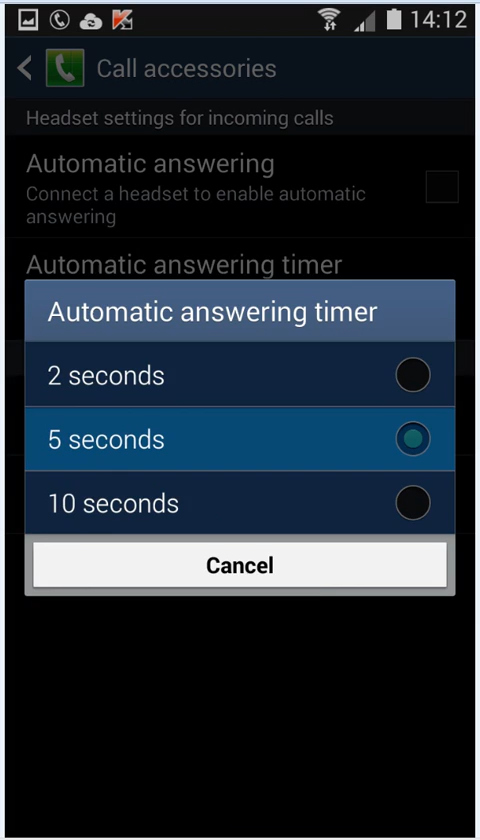 14:12
Call accessories
Headset settings for incoming calls
Automatic answering
Connect a headset to enable automatic
answering
Automatic answering timer
Automatic answering timer
2 seconds
5 seconds
10 seconds
Cancel